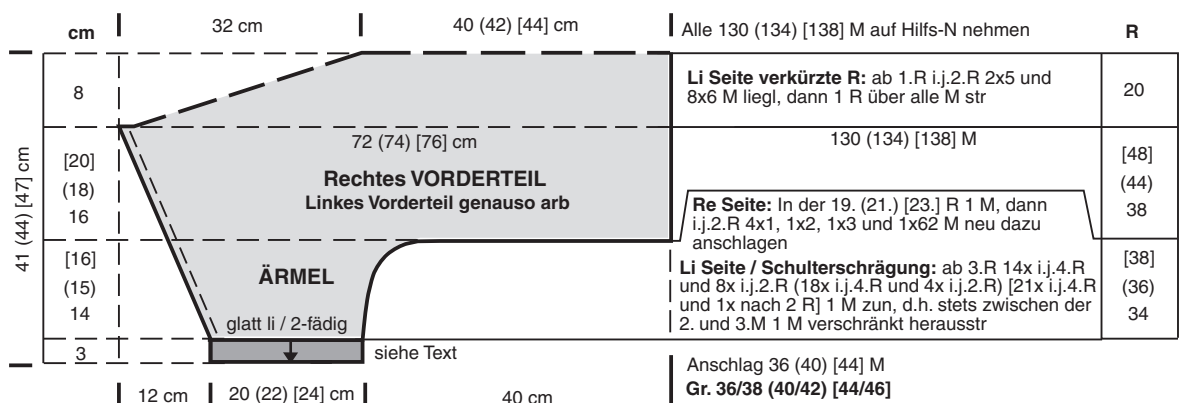 cm
32 cm
40 (42) [44] cm
Alle 130 (134) [138] M auf Hilfs-N nehmen
R
8
Li Seite verkürzte R: ab 1.R i.j.2.R 2x5 und
8x6 M liegl, dann 1 R über alle M str
20
72 (74) [76] cm
130 (134) [138] M
41 (44) [47] cm
[20]
(18)
16
Rechtes VORDERTEIL
Linkes Vorderteil genauso arb
Re Seite: In der 19. (21.) [23.] R 1 M, dann
i.j.2.R 4x1, 1x2, 1x3 und 1x62 M neu dazu
anschlagen
[48]
(44)
38
[16]
(15)
14
ÄRMEL
glatt li / 2-fädig
Li Seite / Schulterschrägung: ab 3.R 14x i.j.4.R
und 8x i.j.2.R (18x i.j.4.R und 4x i.j.2.R) [21x i.j.4.R
und 1x nach 2 R] 1 M zun, d.h. stets zwischen der
2. und 3.M 1 M verschränkt herausstr
[38]
(36)
34
3
siehe Text
Anschlag 36 (40) [44] M
Gr. 36/38 (40/42) [44/46]
12 cm
20 (22) [24] cm
40 cm